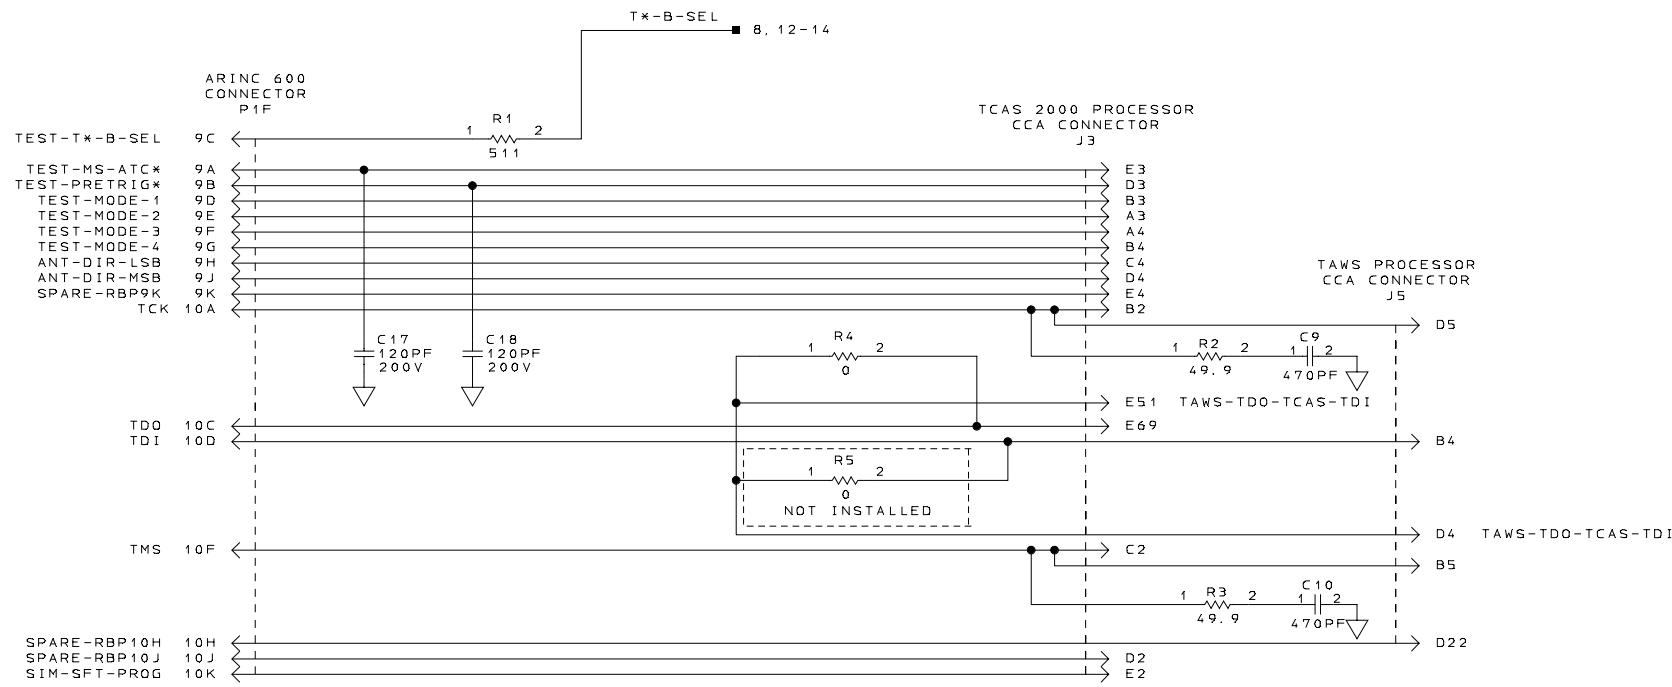 T*-B-SEL
8, 12-14
ARINC 600
CONNECTOR
P1F
TCAS 2000 PROCESSOR
CCA CONNECTOR
J3
TEST-T*-B-SEL 9C
1 R1 2
511
TEST-MS-ATC* 9A E3
TEST-PRETRIG* 9B D3
TEST-MODE-1 9D B3
TEST-MODE-2 9E A3
TEST-MODE-3 9F A4
TEST-MODE-4 9G B4
ANT-DIR-LSB 9H C4
ANT-DIR-MSB 9J D4
SPARE-RBP9K 9K E4
TCK 10A B2
TAWS PROCESSOR
CCA CONNECTOR
J5
D5
C17
120PF
200V
C18
120PF
200V
R4
1 2
0
R2
1 2
49.9
C9
1 2
470PF
E51 TAWS-TDO-TCAS-TDI
TDO 10C E69
TDI 10D B4
R5
1 2
0
NOT INSTALLED
D4 TAWS-TDO-TCAS-TDI
TMS 10F C2
B5
R3
1 2
49.9
C10
1 2
470PF
SPARE-RBP10H 10H D22
SPARE-RBP10J 10J D2
SIM-SFT-PROG 10K E2